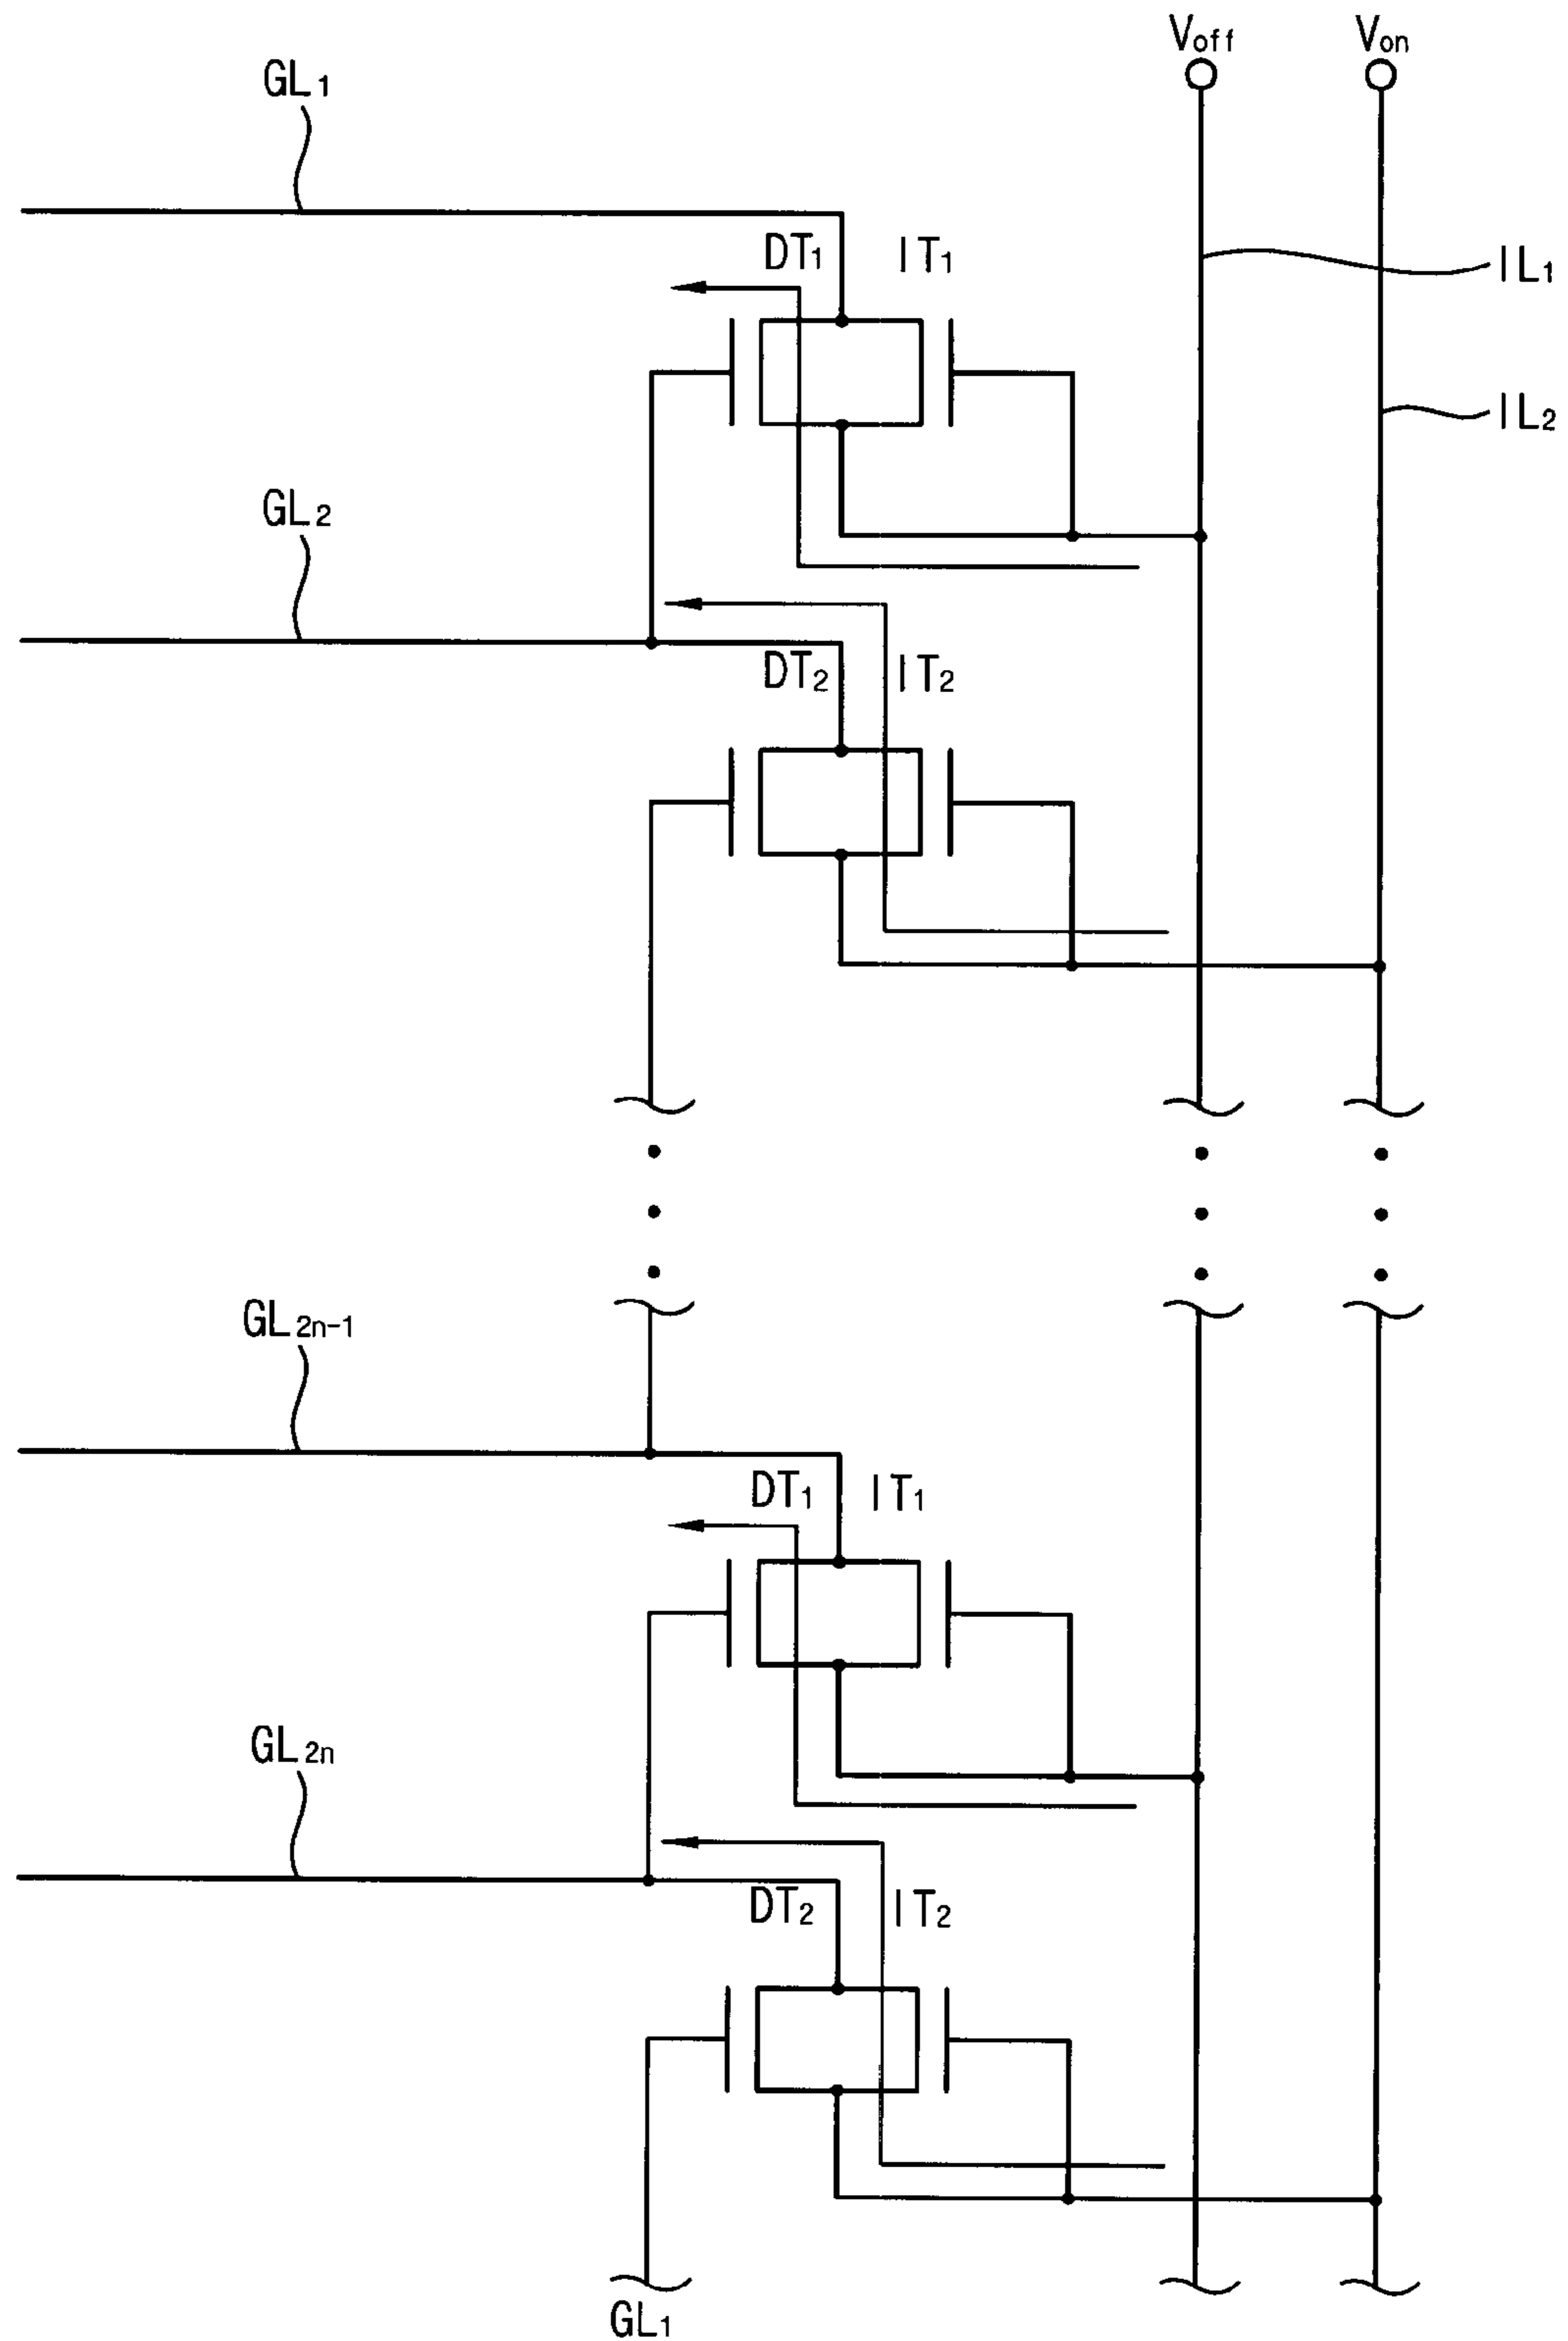 Voff Von
GL1
DT1 IT1
IL1
IL2
GL2
DT2 IT2
GL2n-1
DT1 IT1
GL2n
DT2 IT2
GL1